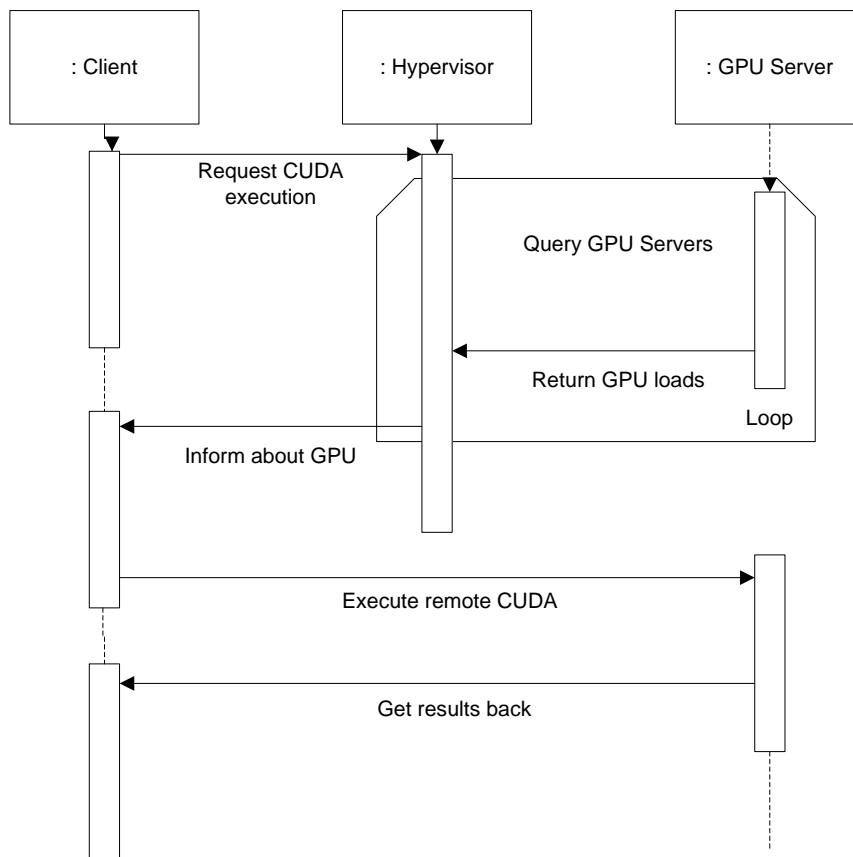 : Client
: Hypervisor
: GPU Server
Request CUDA
execution
Query GPU Servers
Return GPU loads
Loop
Inform about GPU
Execute remote CUDA
Get results back